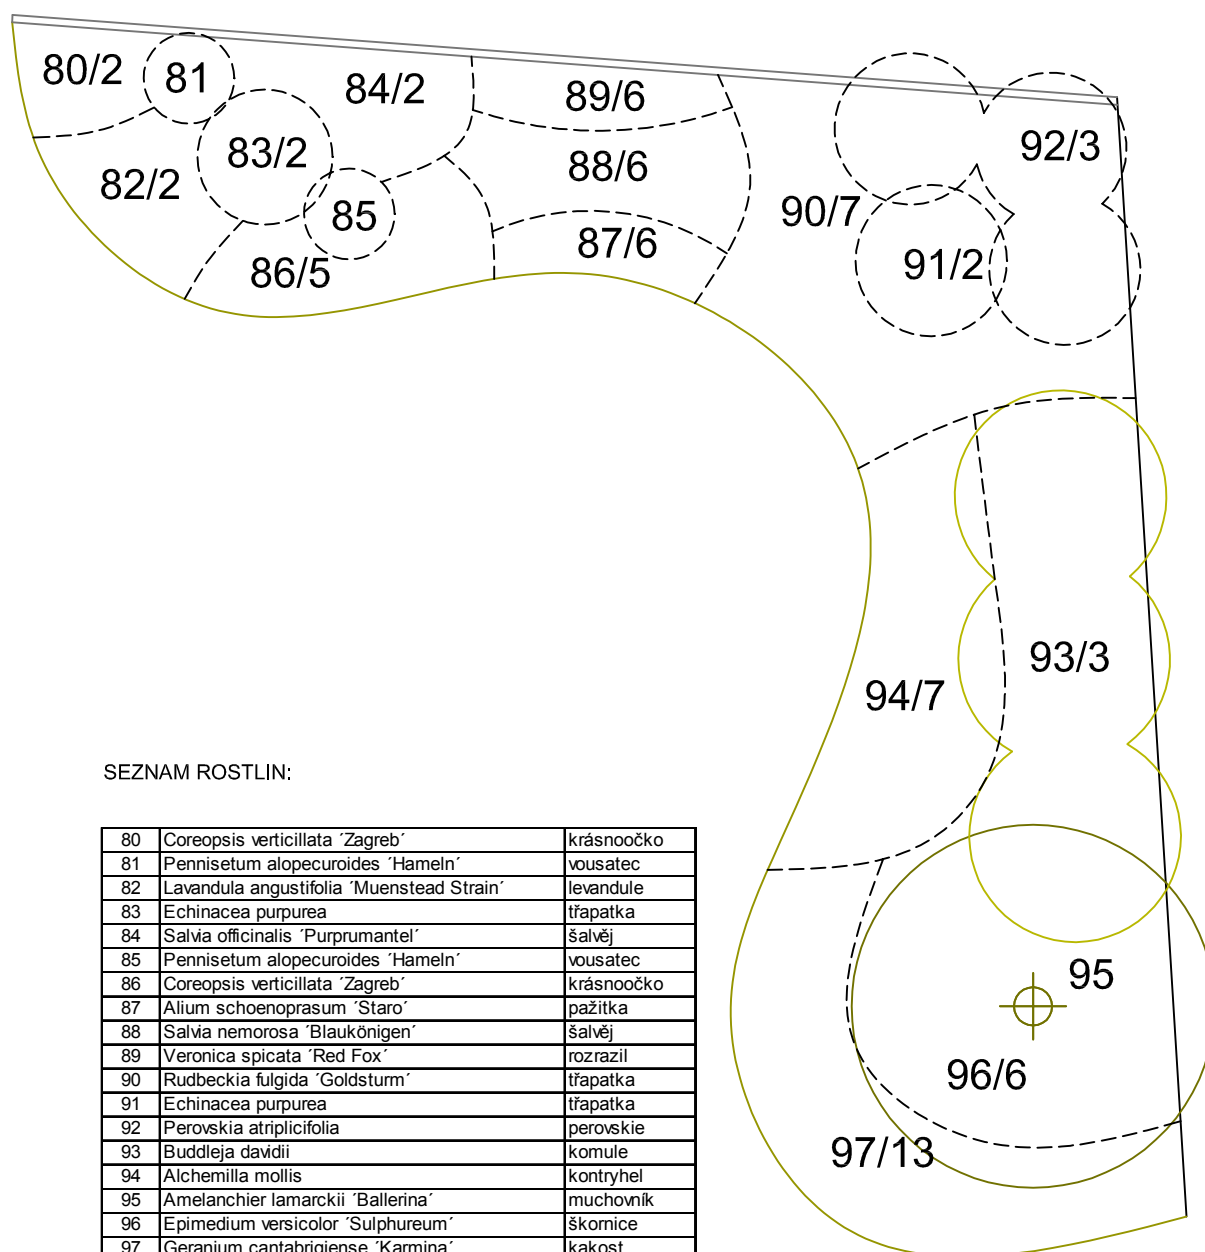 80/2
81
84/2
89/6
92/3
83/2
88/6
82/2
85
90/7
87/6
86/5
91/2
93/3
94/7
SEZNAM ROSTLIN:
80 Coreopsis verticillata ´Zagreb´ krásnoočko
81 Pennisetum alopecuroides ´Hameln´ vousatec
82 Lavandula angustifolia ´Muenstead Strain´ levandule
83 Echinacea purpurea třapatka
84 Salvia officinalis ´Purprumantel´ šalvěj
85 Pennisetum alopecuroides ´Hameln´ vousatec
86 Coreopsis verticillata ´Zagreb´ krásnoočko
87 Alium schoenoprasum ´Staro´ pažitka
88 Salvia nemorosa ´Blaukönigen´ šalvěj
89 Veronica spicata ´Red Fox´ rozrazil
90 Rudbeckia fulgida ´Goldsturm´ třapatka
91 Echinacea purpurea třapatka
92 Perovskia atriplicifolia perovskie
93 Buddleja davidii komule
94 Alchemilla mollis kontryhel
95 Amelanchier lamarckii ´Ballerina´ muchovník
96 Epimedium versicolor ´Sulphureum´ škornice
97 Geranium cantabrigiense ´Karmina´ kakost
95
96/6
97/13